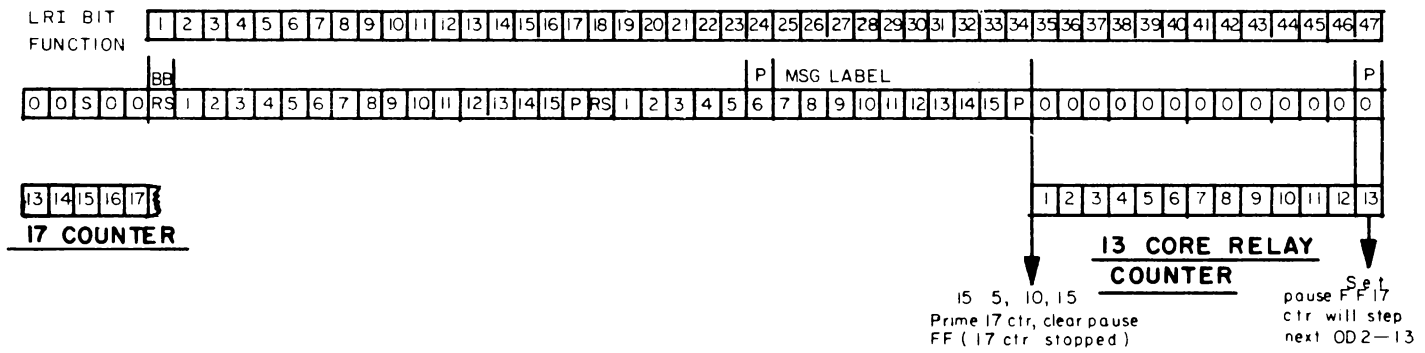 LRI BIT 1 2 3 4 5 6 7 8 9 10 11 12 13 14 15 16 17 18 19 20 21 22 23 24 25 26 27 28 29 30 31 32 33 34 35 36 37 38 39 40 41 42 43 44 45 46 47
FUNCTION
BB P MSG LABEL P
0 0 S 0 0 RS 1 2 3 4 5 6 7 8 9 10 11 12 13 14 15 P RS 1 2 3 4 5 6 7 8 9 10 11 12 13 14 15 P 0 0 0 0 0 0 0 0 0 0 0 0 0
13 14 15 16 17 1 2 3 4 5 6 7 8 9 10 11 12 13
17 COUNTER
13 CORE RELAY
COUNTER
15 5, 10, 15
Prime 17 ctr, clear pause
FF (17 ctr stopped)
Set
pause FF 17
ctr will step
next OD2-13